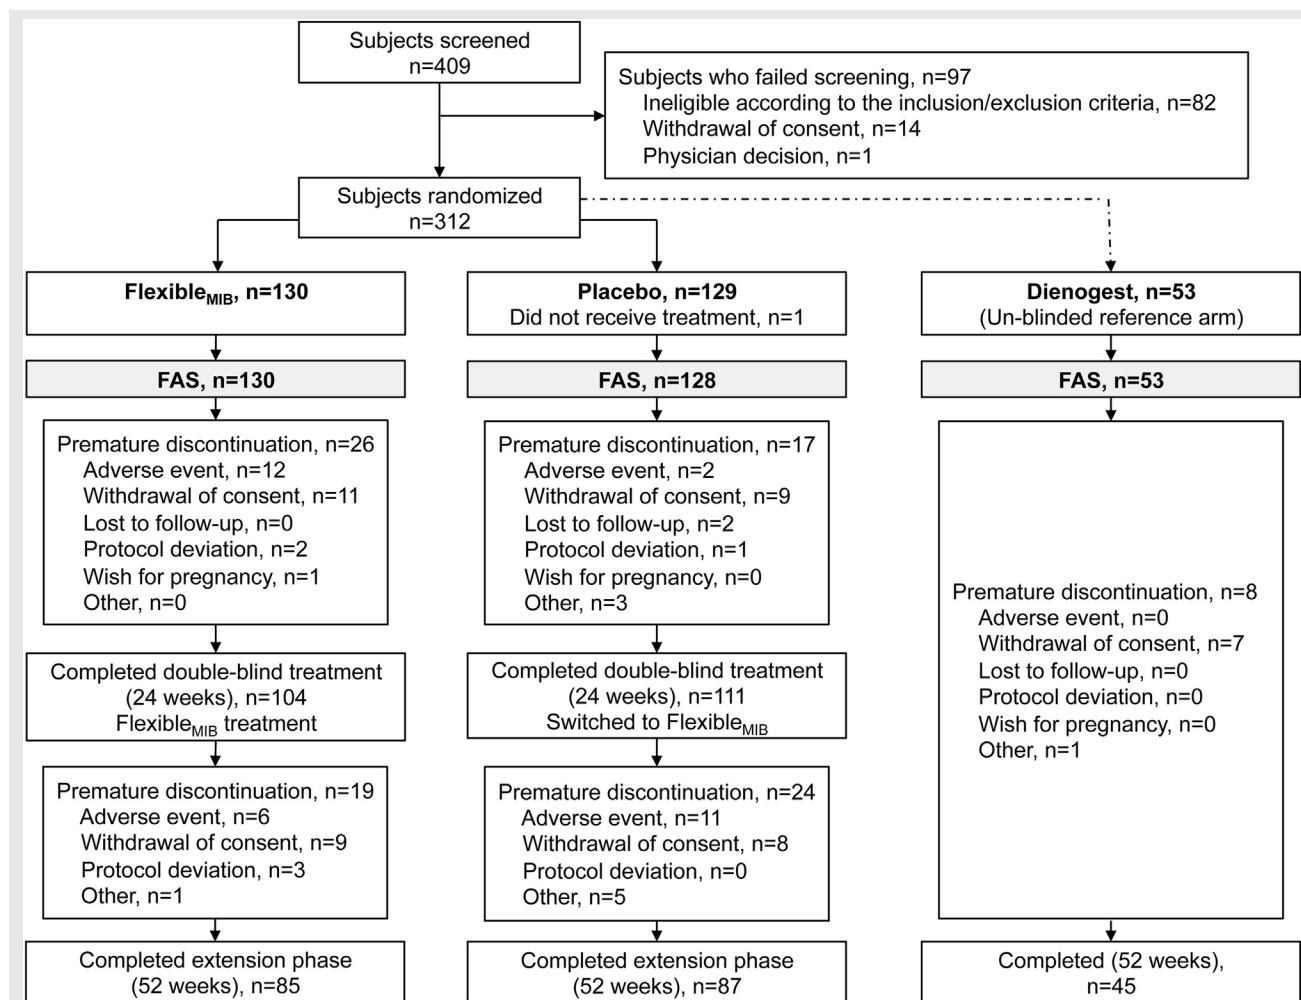 Subjects screened
n=409
Subjects who failed screening, n=97
Ineligible according to the inclusion/exclusion criteria, n=82
Withdrawal of consent, n=14
Physician decision, n=1
Subjects randomized
n=312
Flexible_MIB, n=130
FAS, n=130
Premature discontinuation, n=26
Adverse event, n=12
Withdrawal of consent, n=11
Lost to follow-up, n=0
Protocol deviation, n=2
Wish for pregnancy, n=1
Other, n=0
Completed double-blind treatment
(24 weeks), n=104
Flexible_MIB treatment
Premature discontinuation, n=19
Adverse event, n=6
Withdrawal of consent, n=9
Protocol deviation, n=3
Other, n=1
Completed extension phase
(52 weeks), n=85
Placebo, n=129
Did not receive treatment, n=1
FAS, n=128
Premature discontinuation, n=17
Adverse event, n=2
Withdrawal of consent, n=9
Lost to follow-up, n=2
Protocol deviation, n=1
Wish for pregnancy, n=0
Other, n=3
Completed double-blind treatment
(24 weeks), n=111
Switched to Flexible_MIB
Premature discontinuation, n=24
Adverse event, n=11
Withdrawal of consent, n=8
Protocol deviation, n=0
Other, n=5
Completed extension phase
(52 weeks), n=87
Dienogest, n=53
(Un-blinded reference arm)
FAS, n=53
Premature discontinuation, n=8
Adverse event, n=0
Withdrawal of consent, n=7
Lost to follow-up, n=0
Protocol deviation, n=0
Wish for pregnancy, n=0
Other, n=1
Completed (52 weeks),
n=45